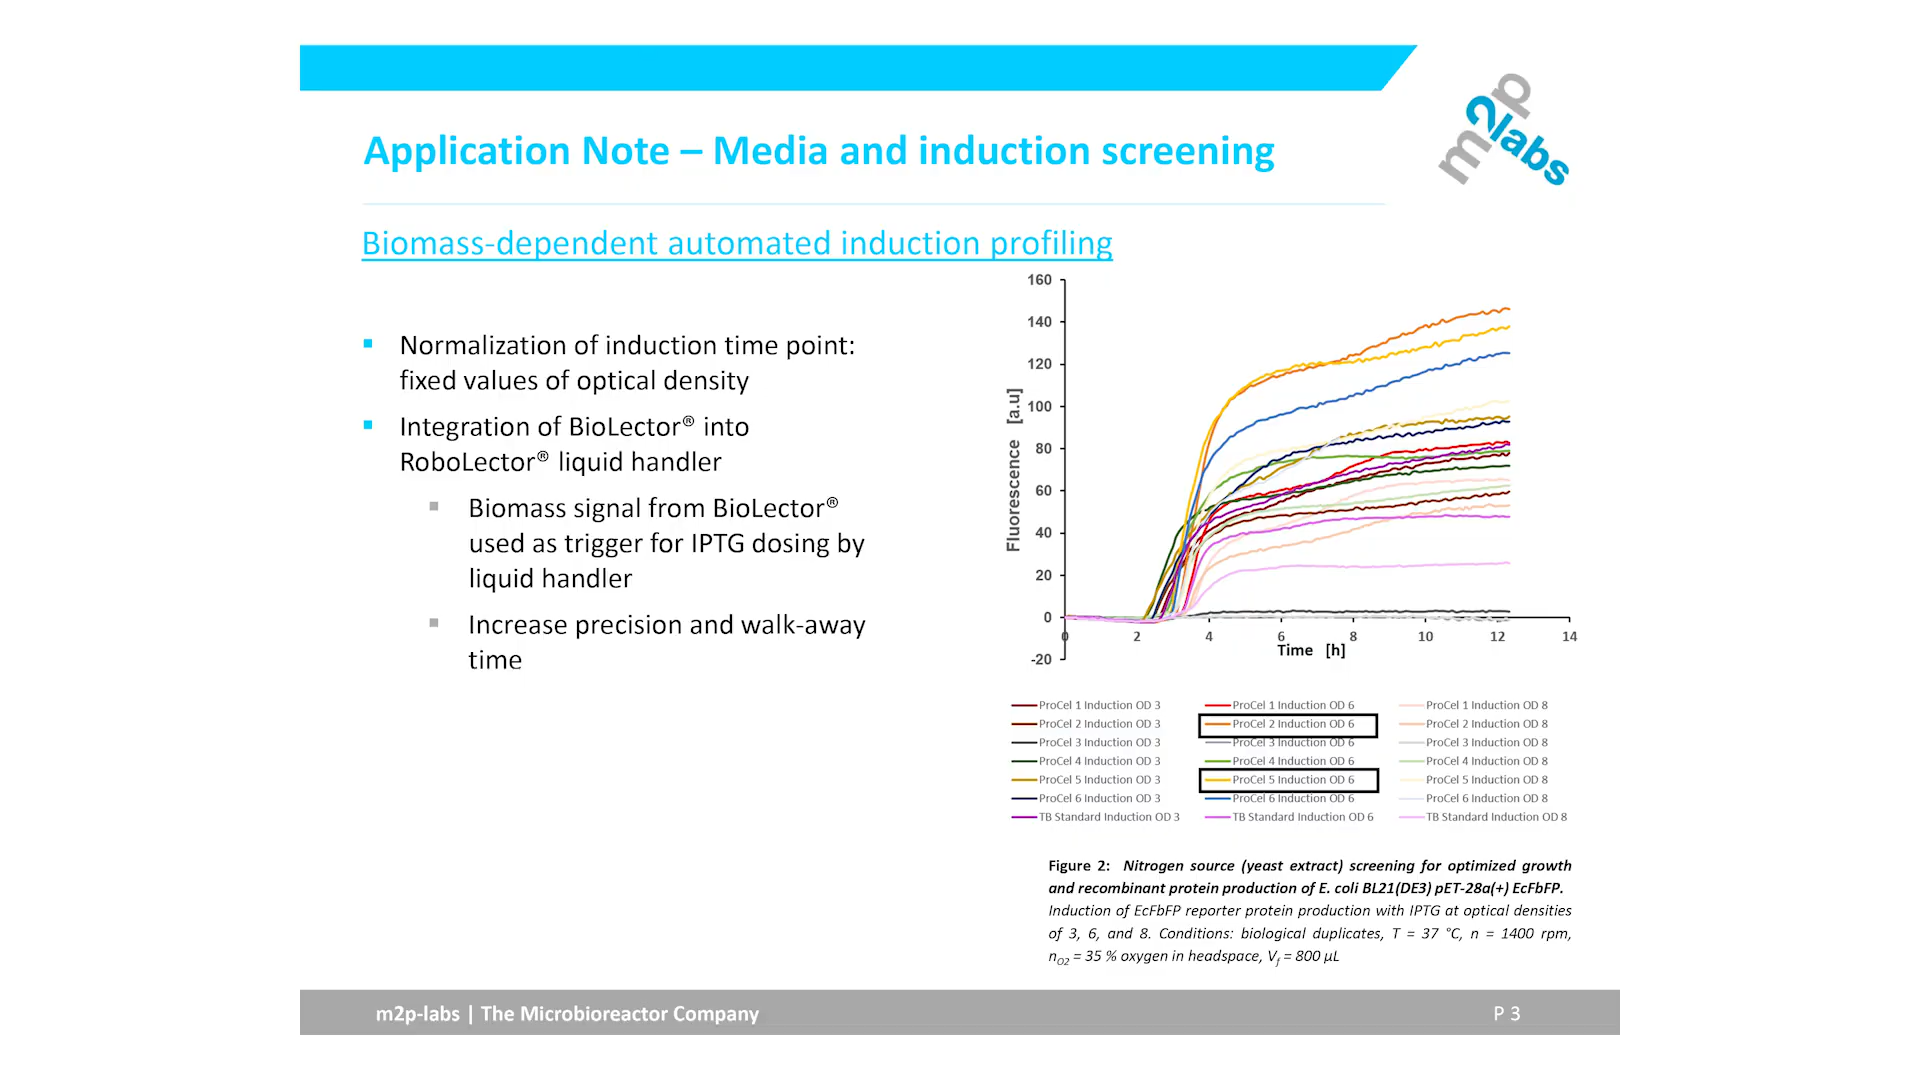 m2p labs
Application Note – Media and induction screening
Biomass-dependent automated induction profiling
▪ Normalization of induction time point:
fixed values of optical density
▪ Integration of BioLector® into
RoboLector® liquid handler
▪ Biomass signal from BioLector®
used as trigger for IPTG dosing by
liquid handler
▪ Increase precision and walk-away
time
Fluorescence [a.u]
160
140
120
100
80
60
40
20
0
-20
0 2 4 6 8 10 12 14
Time [h]
ProCel 1 Induction OD 3 ProCel 1 Induction OD 6 ProCel 1 Induction OD 8
ProCel 2 Induction OD 3 ProCel 2 Induction OD 6 ProCel 2 Induction OD 8
ProCel 3 Induction OD 3 ProCel 3 Induction OD 6 ProCel 3 Induction OD 8
ProCel 4 Induction OD 3 ProCel 4 Induction OD 6 ProCel 4 Induction OD 8
ProCel 5 Induction OD 3 ProCel 5 Induction OD 6 ProCel 5 Induction OD 8
ProCel 6 Induction OD 3 ProCel 6 Induction OD 6 ProCel 6 Induction OD 8
TB Standard Induction OD 3 TB Standard Induction OD 6 TB Standard Induction OD 8
Figure 2: Nitrogen source (yeast extract) screening for optimized growth
and recombinant protein production of E. coli BL21(DE3) pET-28a(+) EcFbFP.
Induction of EcFbFP reporter protein production with IPTG at optical densities
of 3, 6, and 8. Conditions: biological duplicates, T = 37 °C, n = 1400 rpm,
nO2 = 35 % oxygen in headspace, Vf = 800 µL
m2p-labs | The Microbioreactor Company
P 3